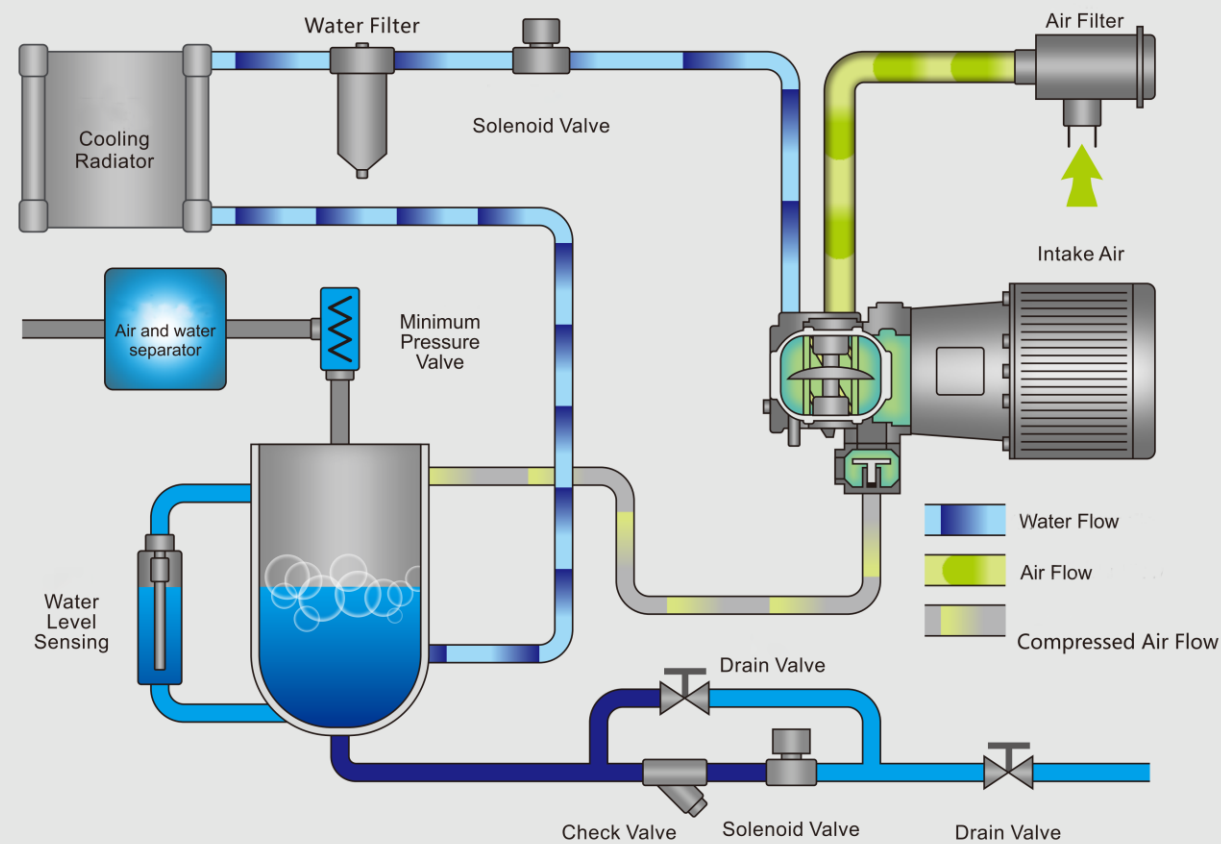 Water Filter
Air Filter
Solenoid Valve
Cooling
Radiator
Intake Air
Air and water
separator
Minimum
Pressure
Valve
Water Flow
Air Flow
Compressed Air Flow
Water
Level
Sensing
Drain Valve
Check Valve
Solenoid Valve
Drain Valve